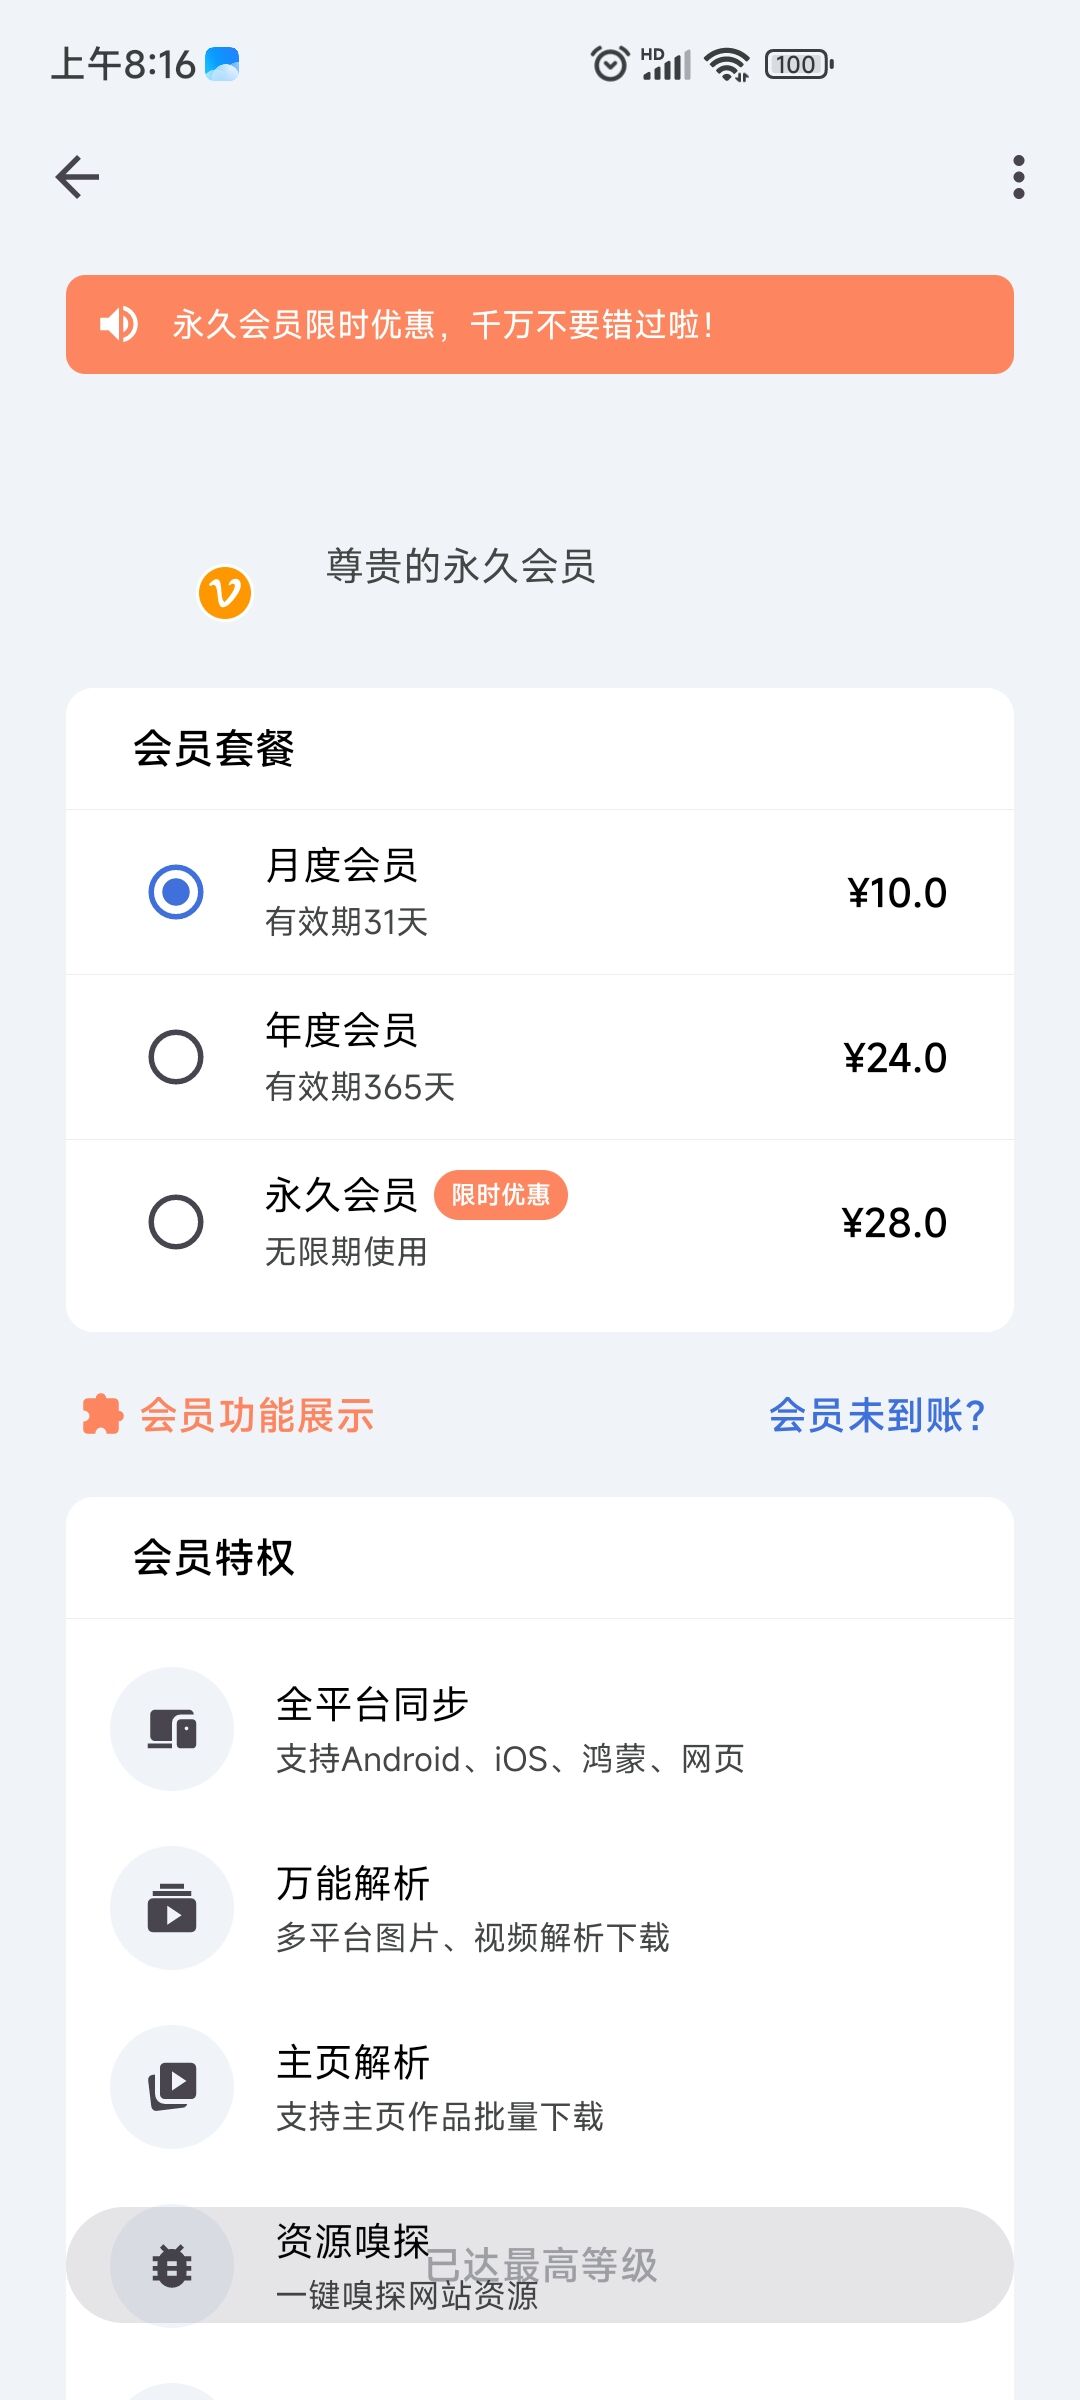 上午8:16
HD
100
永久会员限时优惠，千万不要错过啦！
尊贵的永久会员
会员套餐
月度会员
有效期31天
¥10.0
年度会员
有效期365天
¥24.0
永久会员 限时优惠
无限期使用
¥28.0
会员功能展示
会员未到账？
会员特权
全平台同步
支持Android、iOS、鸿蒙、网页
万能解析
多平台图片、视频解析下载
主页解析
支持主页作品批量下载
资源嗅探
已达最高等级
一键嗅探网站资源